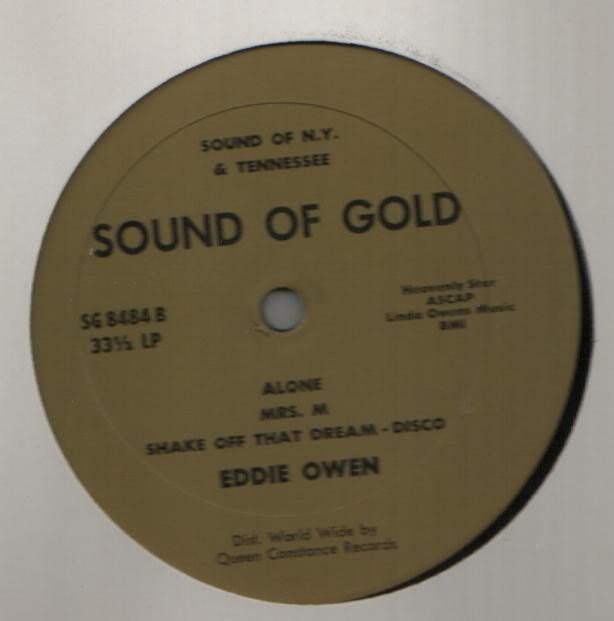 SOUND OF N.Y.
& TENNESSEE
SOUND OF GOLD
SG 8484 B
33⅓ LP
Heavenly Star
ASCAP
Linda Owens Music
BMI
ALONE
MRS. M
SHAKE OFF THAT DREAM - DISCO
EDDIE OWEN
Dist. World Wide by
Queen Constance Records